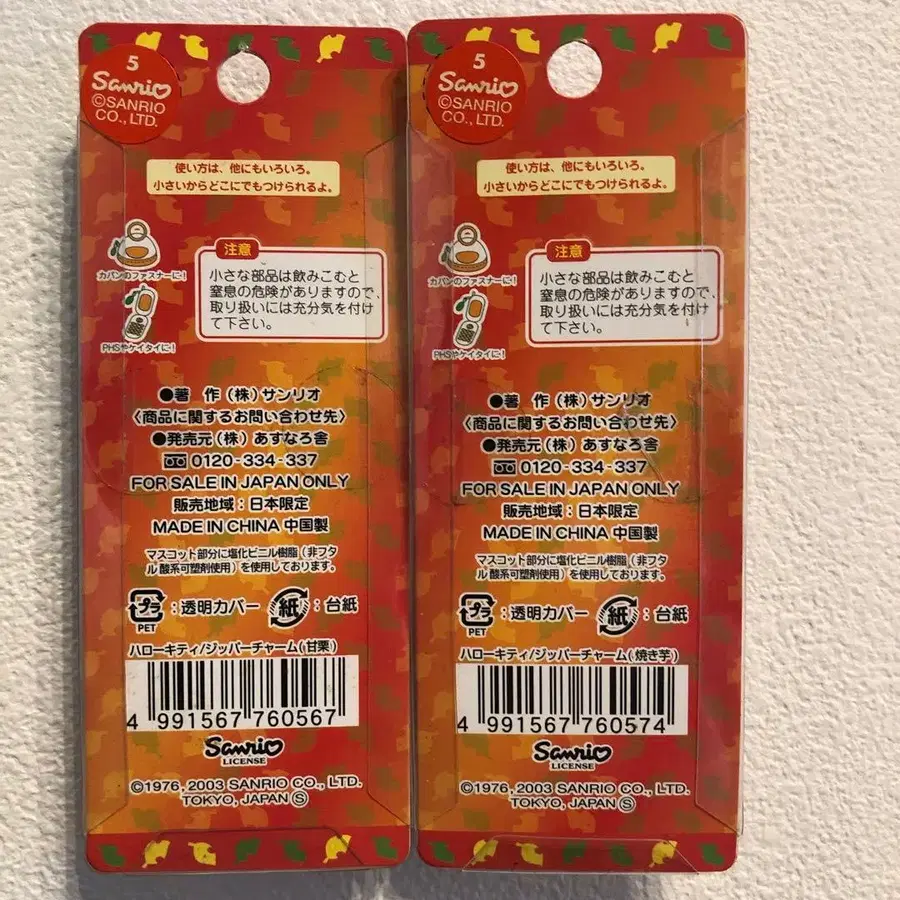 5
Sanrio
©SANRIO
CO., LTD.
使い方は、他にもいろいろ。
小さいからどこにでもつけられるよ。
カバンのファスナーに!
PHSやケイタイに!
注意
小さな部品は飲みこむと
窒息の危険がありますので、
取り扱いには充分気を付け
て下さい。
●著 作(株)サンリオ
〈商品に関するお問い合わせ先〉
●発売元(株)あすなろ舎
0120-334-337
FOR SALE IN JAPAN ONLY
販売地域:日本限定
MADE IN CHINA 中国製
マスコット部分に塩化ビニル樹脂(非フタ
ル酸系可塑剤使用)を使用しております。
プラ:透明カバー 紙:台紙
PET
ハローキティ/ジッパーチャーム(甘栗)
4 991567 760567
Sanrio
LICENSE
©1976, 2003 SANRIO CO., LTD.
TOKYO, JAPAN Ⓢ
5
Sanrio
©SANRIO
CO., LTD.
使い方は、他にもいろいろ。
小さいからどこにでもつけられるよ。
カバンのファスナーに!
PHSやケイタイに!
注意
小さな部品は飲みこむと
窒息の危険がありますので、
取り扱いには充分気を付け
て下さい。
●著 作(株)サンリオ
〈商品に関するお問い合わせ先〉
●発売元(株)あすなろ舎
0120-334-337
FOR SALE IN JAPAN ONLY
販売地域:日本限定
MADE IN CHINA 中国製
マスコット部分に塩化ビニル樹脂(非フタ
ル酸系可塑剤使用)を使用しております。
プラ:透明カバー 紙:台紙
PET
ハローキティ/ジッパーチャーム(焼き芋)
4 991567 760574
Sanrio
LICENSE
©1976, 2003 SANRIO CO., LTD.
TOKYO, JAPAN Ⓢ